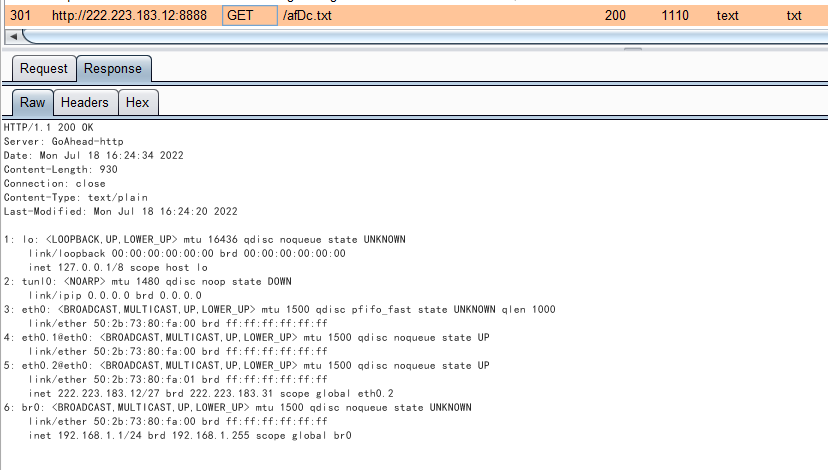 301 http://222.223.183.12:8888 GET /afDc.txt 200 1110 text txt
Request Response
Raw Headers Hex
HTTP/1.1 200 OK
Server: GoAhead-http
Date: Mon Jul 18 16:24:34 2022
Content-Length: 930
Connection: close
Content-Type: text/plain
Last-Modified: Mon Jul 18 16:24:20 2022
1: lo: <LOOPBACK,UP,LOWER_UP> mtu 16436 qdisc noqueue state UNKNOWN
link/loopback 00:00:00:00:00:00 brd 00:00:00:00:00:00
inet 127.0.0.1/8 scope host lo
2: tunl0: <NOARP> mtu 1480 qdisc noop state DOWN
link/ipip 0.0.0.0 brd 0.0.0.0
3: eth0: <BROADCAST,MULTICAST,UP,LOWER_UP> mtu 1500 qdisc pfifo_fast state UNKNOWN qlen 1000
link/ether 50:2b:73:80:fa:00 brd ff:ff:ff:ff:ff:ff
4: eth0.1@eth0: <BROADCAST,MULTICAST,UP,LOWER_UP> mtu 1500 qdisc noqueue state UP
link/ether 50:2b:73:80:fa:00 brd ff:ff:ff:ff:ff:ff
5: eth0.2@eth0: <BROADCAST,MULTICAST,UP,LOWER_UP> mtu 1500 qdisc noqueue state UP
link/ether 50:2b:73:80:fa:01 brd ff:ff:ff:ff:ff:ff
inet 222.223.183.12/27 brd 222.223.183.31 scope global eth0.2
6: br0: <BROADCAST,MULTICAST,UP,LOWER_UP> mtu 1500 qdisc noqueue state UNKNOWN
link/ether 50:2b:73:80:fa:00 brd ff:ff:ff:ff:ff:ff
inet 192.168.1.1/24 brd 192.168.1.255 scope global br0